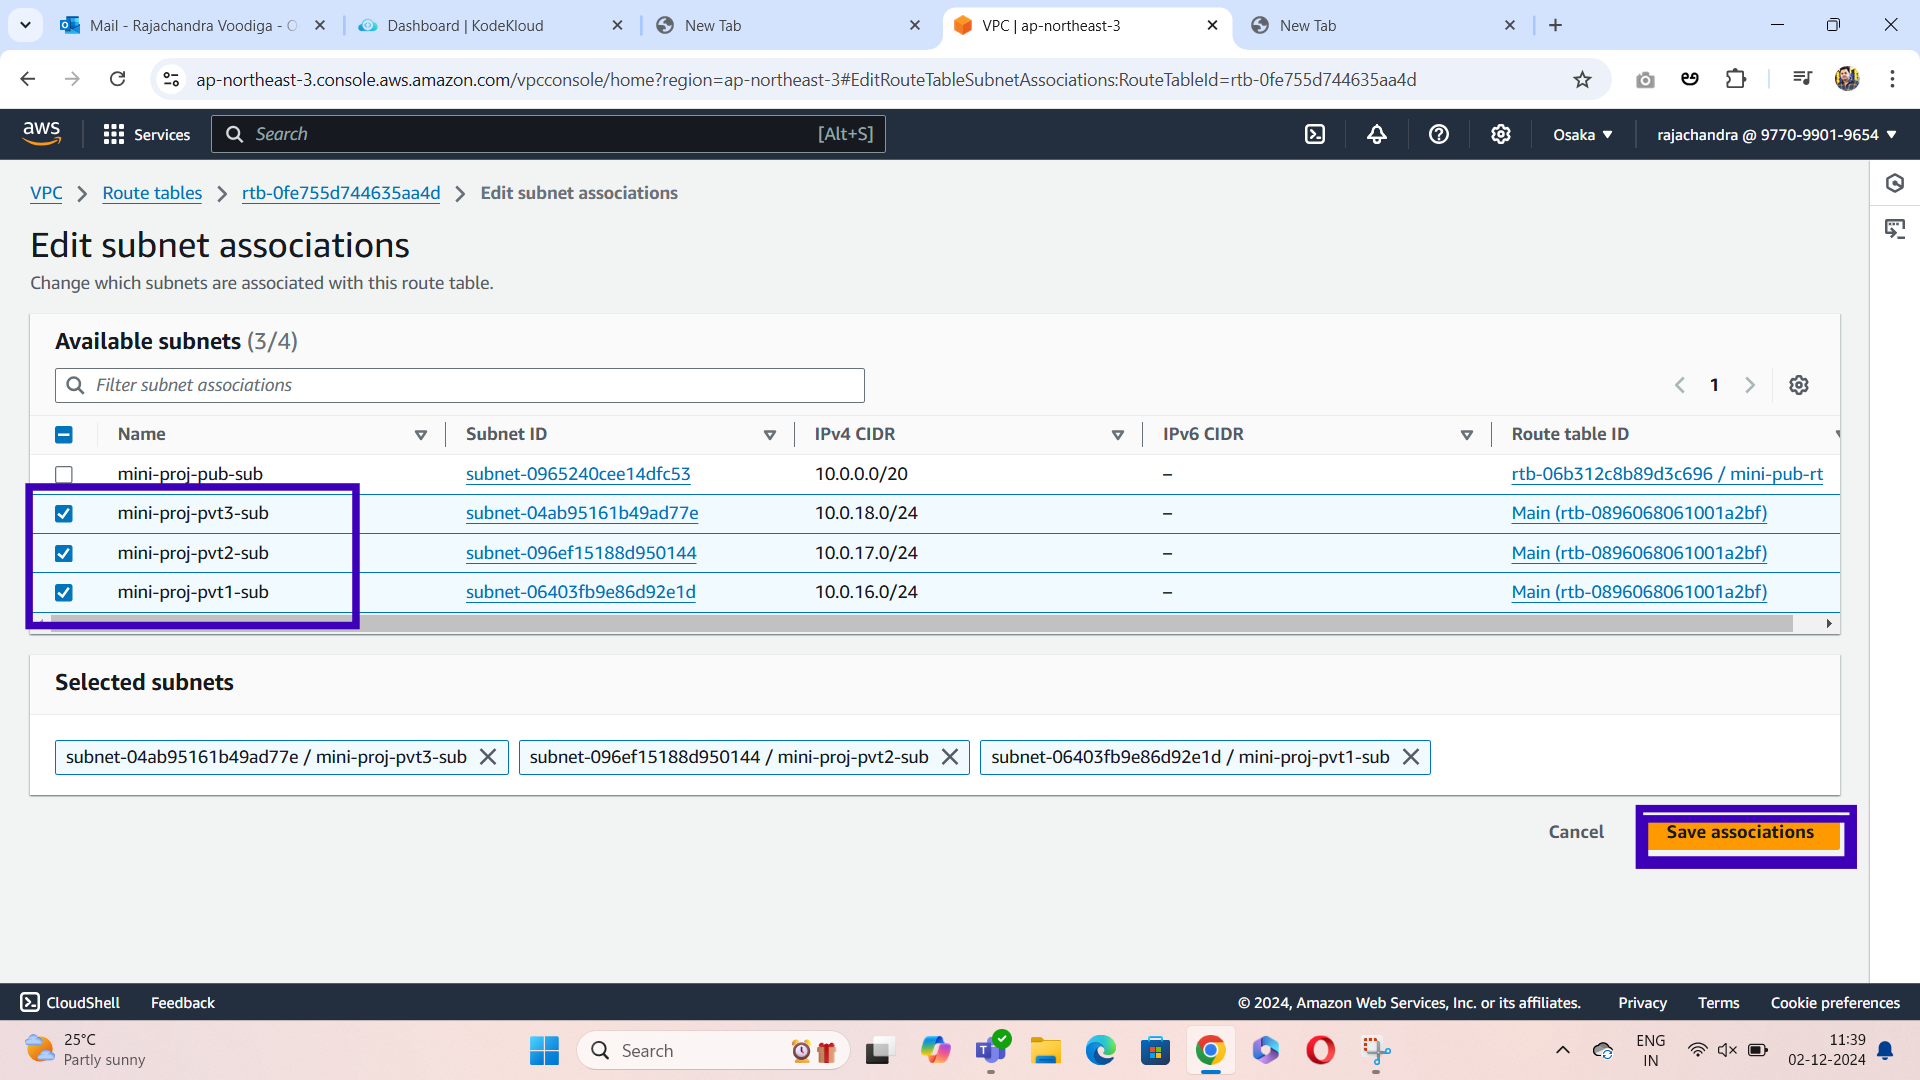 Mail - Rajachandra Voodiga - O
Dashboard | KodeKloud
New Tab
VPC | ap-northeast-3
New Tab
ap-northeast-3.console.aws.amazon.com/vpcconsole/home?region=ap-northeast-3#EditRouteTableSubnetAssociations:RouteTableId=rtb-0fe755d744635aa4d
aws
Services
Search
[Alt+S]
Osaka
rajachandra @ 9770-9901-9654
VPC
Route tables
rtb-0fe755d744635aa4d
Edit subnet associations
Edit subnet associations
Change which subnets are associated with this route table.
Available subnets (3/4)
Filter subnet associations
1
Name Subnet ID IPv4 CIDR IPv6 CIDR Route table ID
mini-proj-pub-sub subnet-0965240cee14dfc53 10.0.0.0/20 – rtb-06b312c8b89d3c696 / mini-pub-rt
mini-proj-pvt3-sub subnet-04ab95161b49ad77e 10.0.18.0/24 – Main (rtb-0896068061001a2bf)
mini-proj-pvt2-sub subnet-096ef15188d950144 10.0.17.0/24 – Main (rtb-0896068061001a2bf)
mini-proj-pvt1-sub subnet-06403fb9e86d92e1d 10.0.16.0/24 – Main (rtb-0896068061001a2bf)
Selected subnets
subnet-04ab95161b49ad77e / mini-proj-pvt3-sub
subnet-096ef15188d950144 / mini-proj-pvt2-sub
subnet-06403fb9e86d92e1d / mini-proj-pvt1-sub
Cancel
Save associations
CloudShell
Feedback
© 2024, Amazon Web Services, Inc. or its affiliates.
Privacy
Terms
Cookie preferences
25°C
Partly sunny
Search
ENG
IN
11:39
02-12-2024